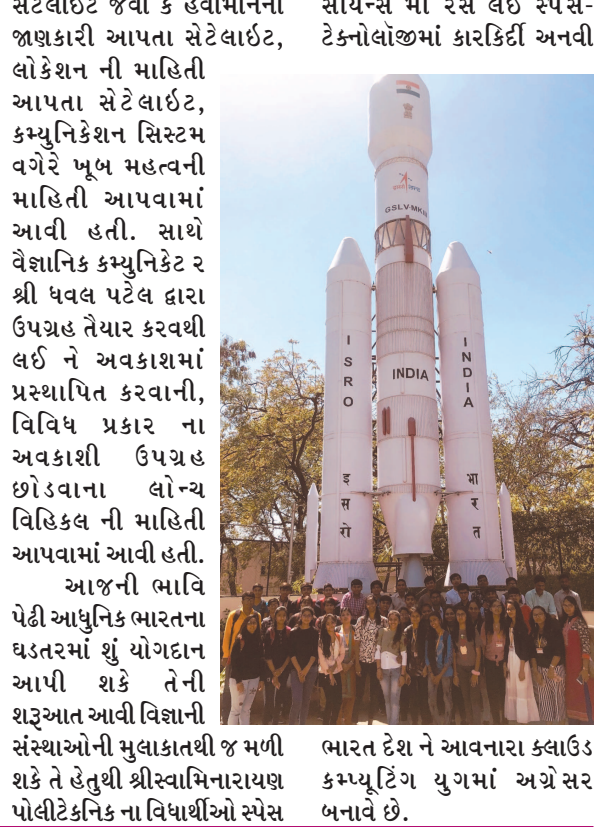 સેટેલાઇટ જેવા કે હવામાનની
જાણકારી આપતા સેટેલાઇટ,
લોકેશન ની માહિતી
આપતા સેટેલાઇટ,
કમ્યુનિકેશન સિસ્ટમ
વગેરે ખૂબ મહત્વની
માહિતી આપવામાં
આવી હતી. સાથે
વૈજ્ઞાનિક કમ્યુનિકેટ ર
શ્રી ધવલ પટેલ દ્વારા
ઉપગ્રહ તૈયાર કરવથી
લઈ ને અવકાશમાં
પ્રસ્થાપિત કરવાની,
વિવિધ પ્રકાર ના
અવકાશી ઉપગ્રહ
છોડવાના લોન્ચ
વિહિકલ ની માહિતી
આપવામાં આવી હતી.
આજની ભાવિ
પેઢી આધુનિક ભારતના
ઘડતરમાં શું યોગદાન
આપી શકે તેની
શરૂઆત આવી વિજ્ઞાની
સંસ્થાઓની મુલાકાતથી જ મળી
શકે તે હેતુથી શ્રીસ્વામિનારાયણ
પોલીટેકનિક ના વિધાર્થીઓ સ્પેસ
સાયન્સ માં રસ લઇ સ્પેસ-
ટેક્નોલૉજીમાં કારકિર્દી અનવી
GSLV-MK
ISRO
INDIA
INDIA
इसरो
भारत
ભારત દેશ ને આવનારા ક્લાઉડ
કમ્પ્યૂટિંગ યુગમાં અગ્રેસર
બનાવે છે.